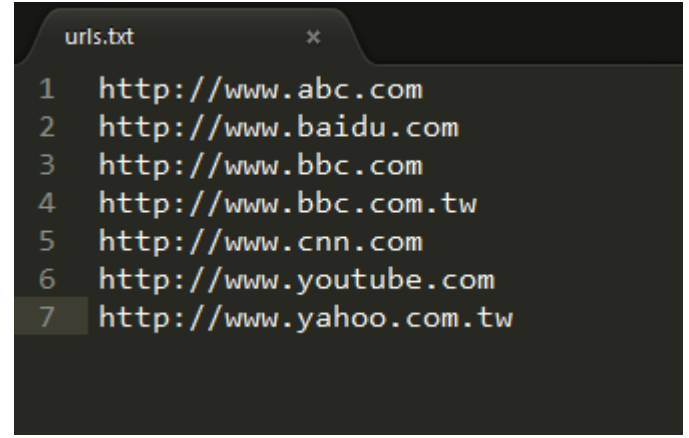 urls.txt ×
1 http://www.abc.com
2 http://www.baidu.com
3 http://www.bbc.com
4 http://www.bbc.com.tw
5 http://www.cnn.com
6 http://www.youtube.com
7 http://www.yahoo.com.tw